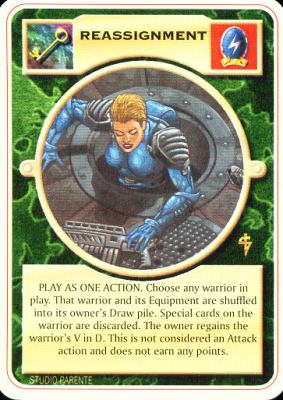 REASSIGNMENT
PLAY AS ONE ACTION. Choose any warrior in
play. That warrior and its Equipment are shuffled
into its owner's Draw pile. Special cards on the
warrior are discarded. The owner regains the
warrior's V in D. This is not considered an Attack
action and does not earn any points.
STUDIO PARENTE